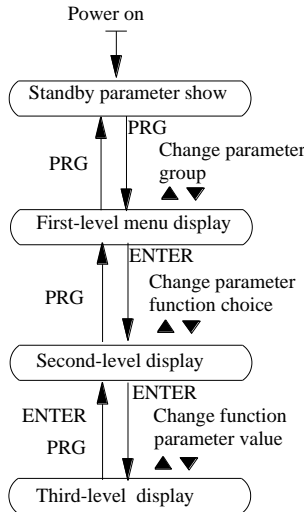 Power on
Standby parameter show
PRG
PRG
Change parameter
group
▲ ▼
First-level menu display
ENTER
PRG
Change parameter
function choice
▲ ▼
Second-level display
ENTER
ENTER
PRG
Change function
parameter value
▲ ▼
Third-level display